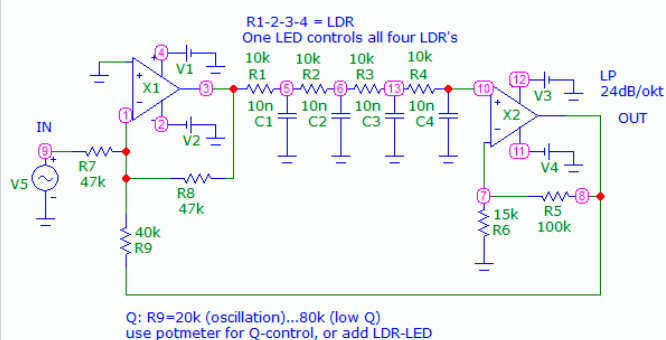 R1-2-3-4 = LDR
One LED controls all four LDR's
4
V1
X1
3
1
2
V2
10k
R1
5
10k
R2
6
10k
R3
13
10k
R4
10n
C1
10n
C2
10n
C3
10n
C4
10
12
V3
X2
11
V4
LP
24dB/okt
OUT
IN
9
V5
R7
47k
R8
47k
40k
R9
7
15k
R6
R5
100k
8
Q: R9=20k (oscillation)...80k (low Q)
use potmeter for Q-control, or add LDR-LED